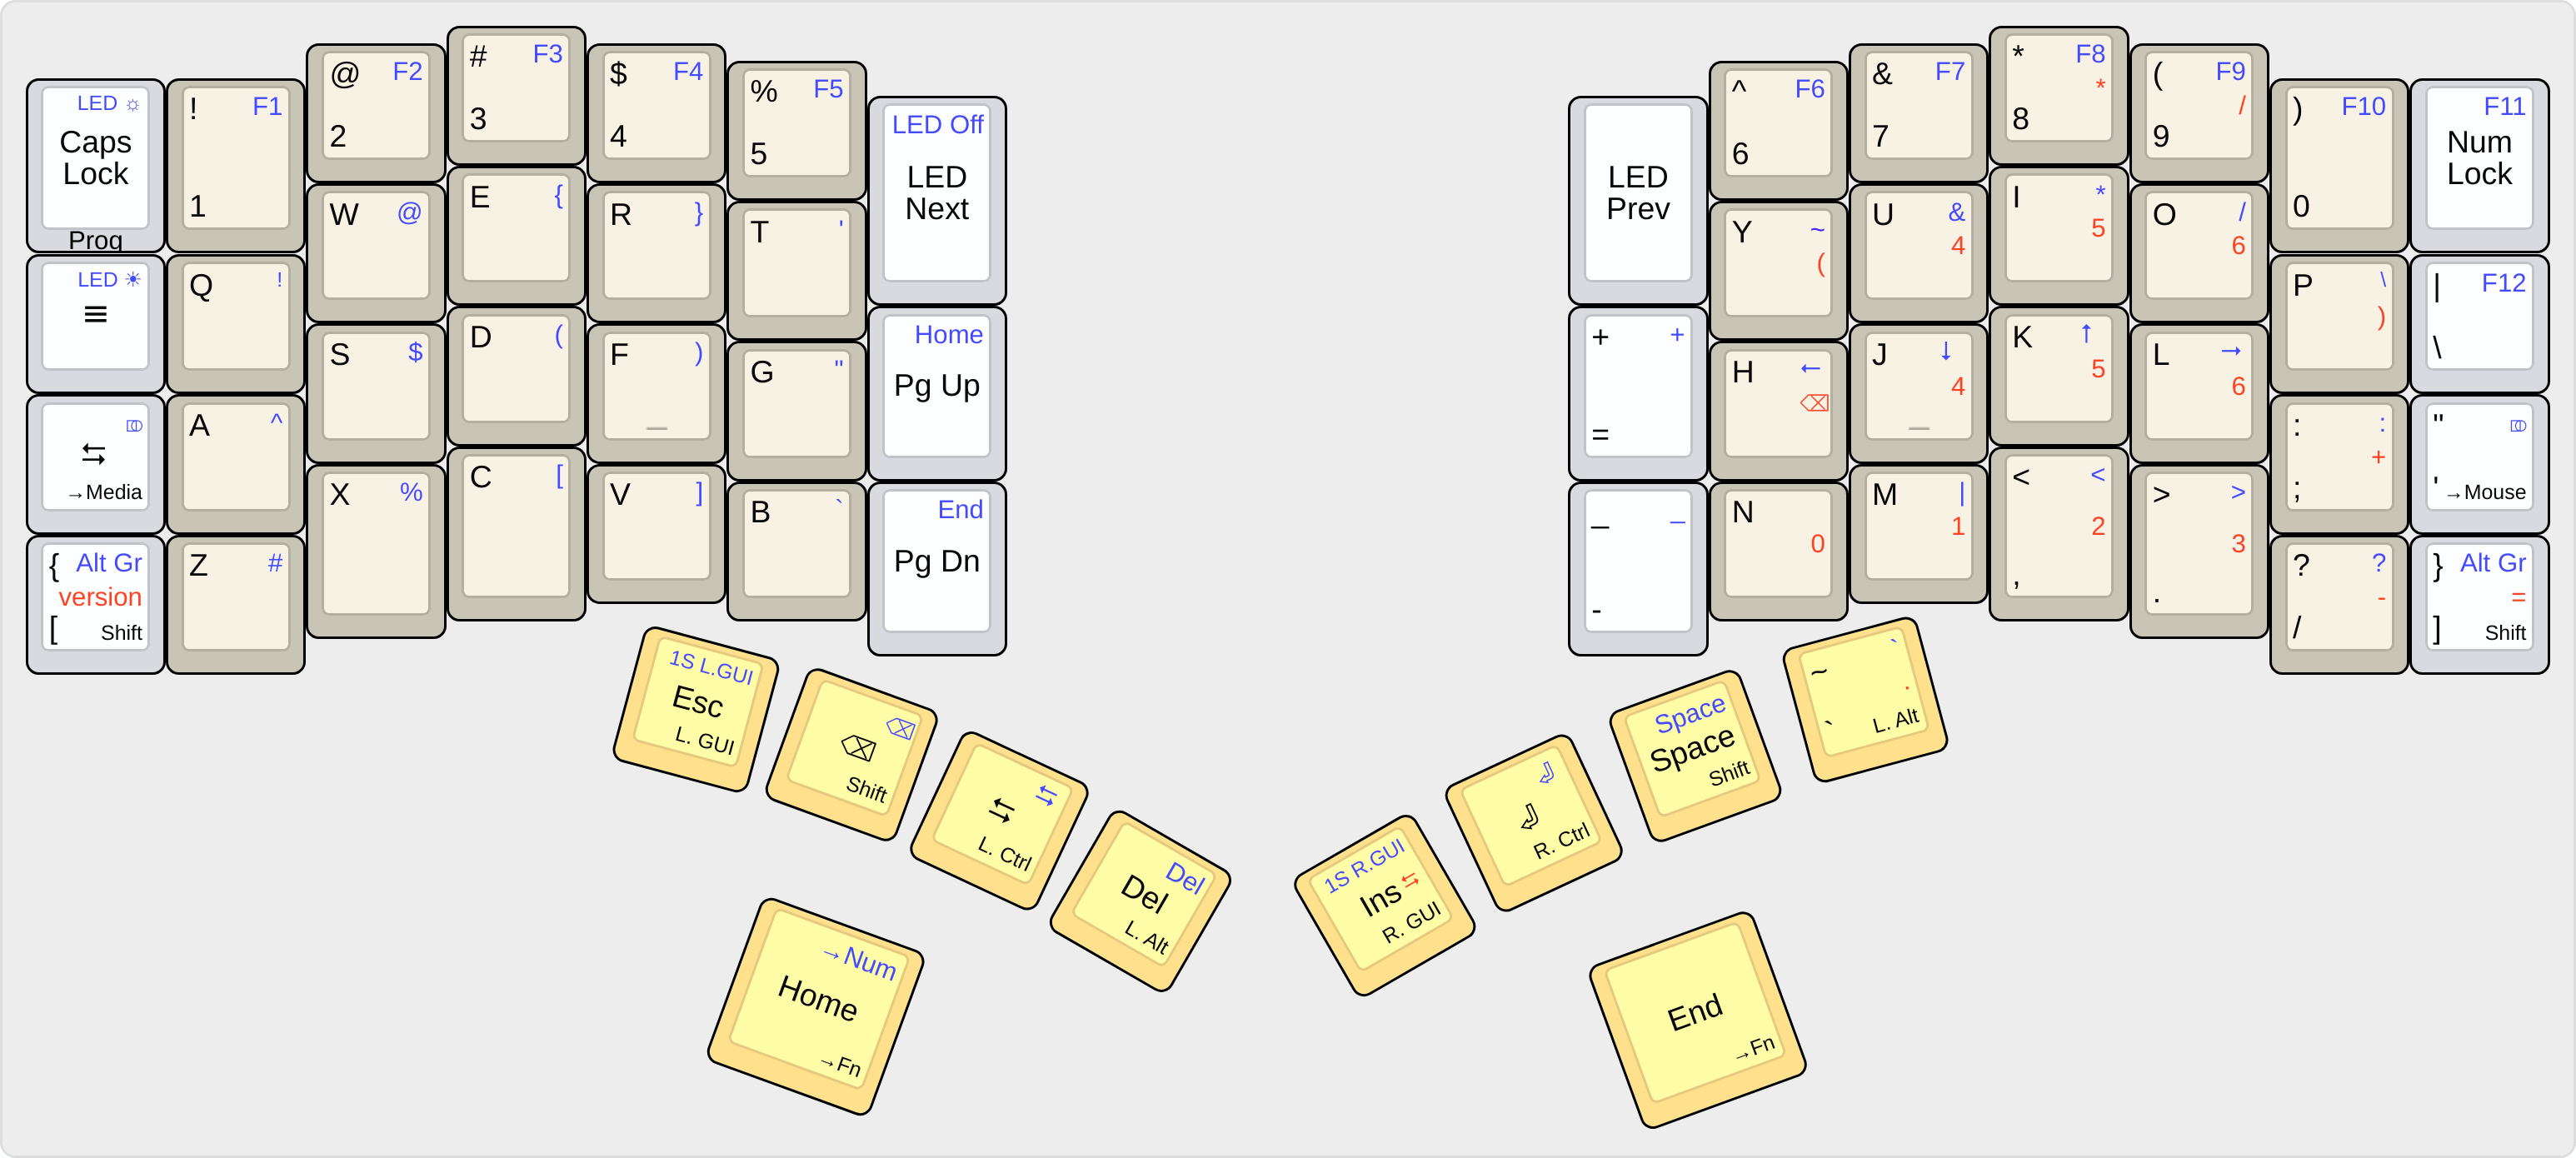 LED ☼
Caps
Lock
Prog
! F1
1
@ F2
2
# F3
3
$ F4
4
% F5
5
LED Off
LED
Next
LED
Prev
^ F6
6
& F7
7
* F8
*
8
( F9
/
9
) F10
0
F11
Num
Lock
LED ☀
≡
Q !
W @
E {
R }
T '
Y ~
(
U &
4
I *
5
O /
6
P \
)
| F12
\
⎄
⇆
→Media
A ^
S $
D (
F )
_
G "
Home
Pg Up
+ +
=
H ←
⌫
J ↓
4
_
K ↑
5
L →
6
: :
+
;
" ⎄
' →Mouse
{ Alt Gr
version
[ Shift
Z #
X %
C [
V ]
B `
End
Pg Dn
_ _
-
N
0
M |
1
< <
2
,
> >
3
.
? ?
-
/
} Alt Gr
=
] Shift
1S L.GUI
Esc
L. GUI
⌫
⌫
Shift
⇆
⇆
L. Ctrl
Del
Del
L. Alt
→Num
Home
→Fn
1S R.GUI
Ins ⇆
R. GUI
⏎
⏎
R. Ctrl
Space
Space
Shift
~ `
.
` L. Alt
End
→Fn